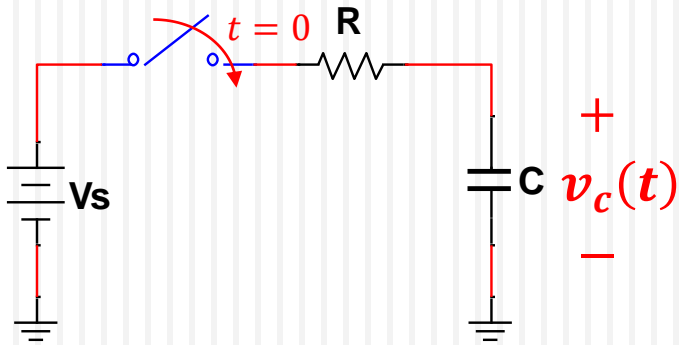 t = 0
R
Vs
C
+
v_c(t)
−